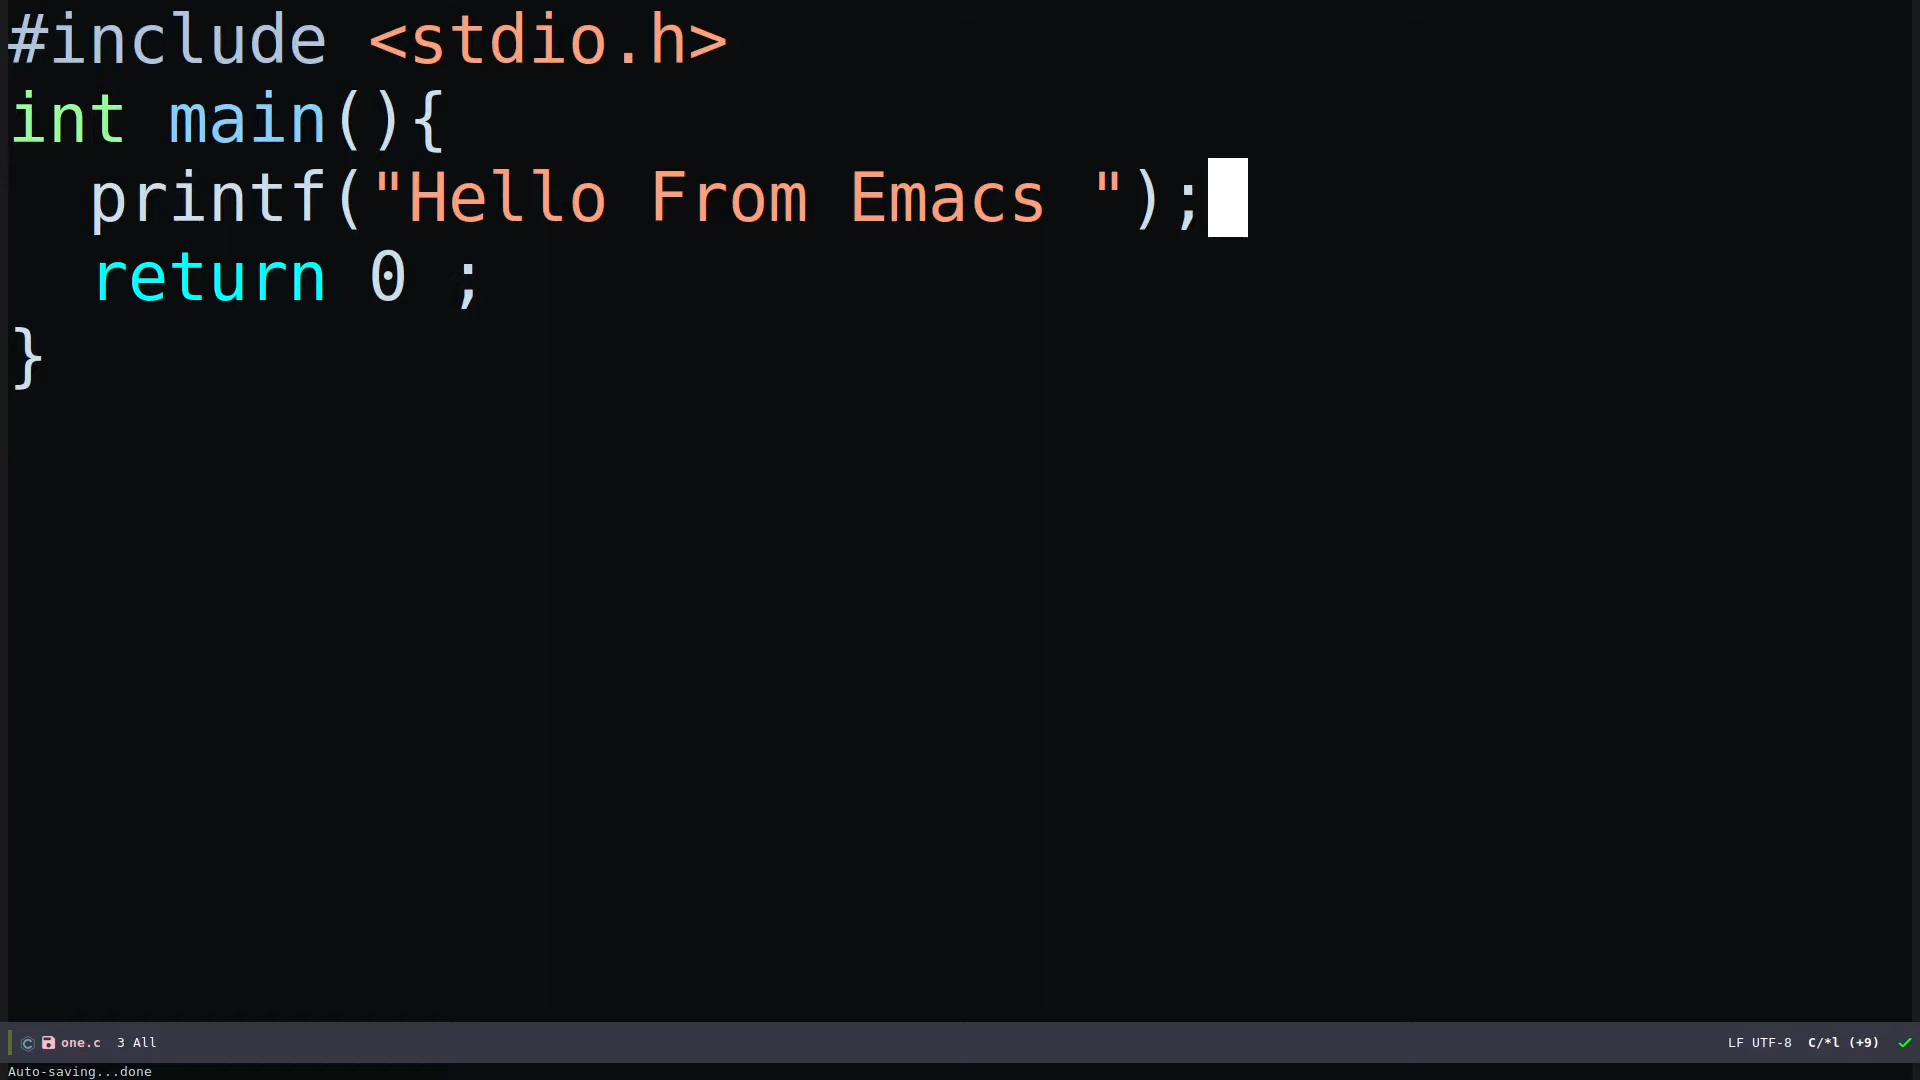 #include <stdio.h>
int main(){
  printf("Hello From Emacs ");
  return 0 ;
}
one.c 3 All LF UTF-8 C/*l (+9)
Auto-saving...done